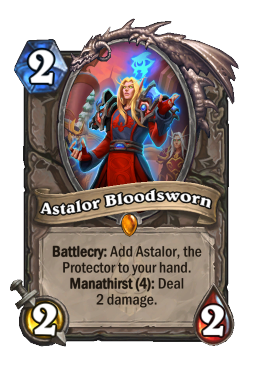 2
Astalor Bloodsworn
Battlecry: Add Astalor, the
Protector to your hand.
Manathirst (4): Deal
2 damage.
2
2